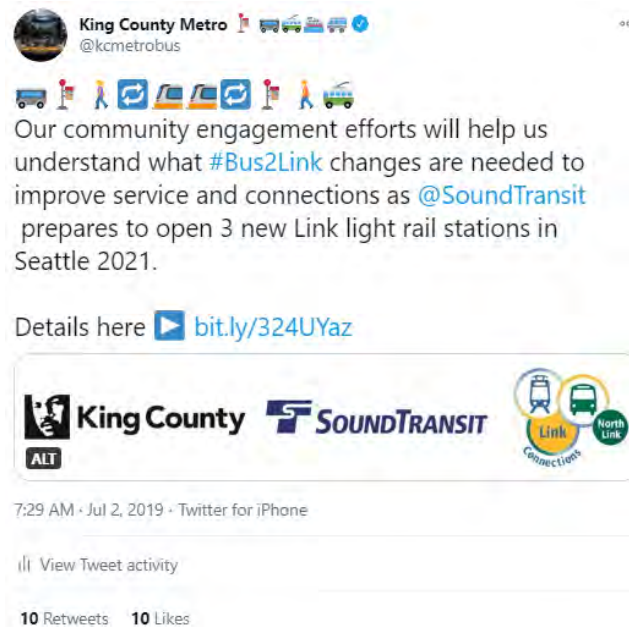 King County Metro
@kcmetrobus
Our community engagement efforts will help us
understand what #Bus2Link changes are needed to
improve service and connections as @SoundTransit
prepares to open 3 new Link light rail stations in
Seattle 2021.
Details here bit.ly/324UYaz
King County
SOUNDTRANSIT
Link
North
Link
Connections
ALT
7:29 AM · Jul 2, 2019 · Twitter for iPhone
View Tweet activity
10 Retweets 10 Likes